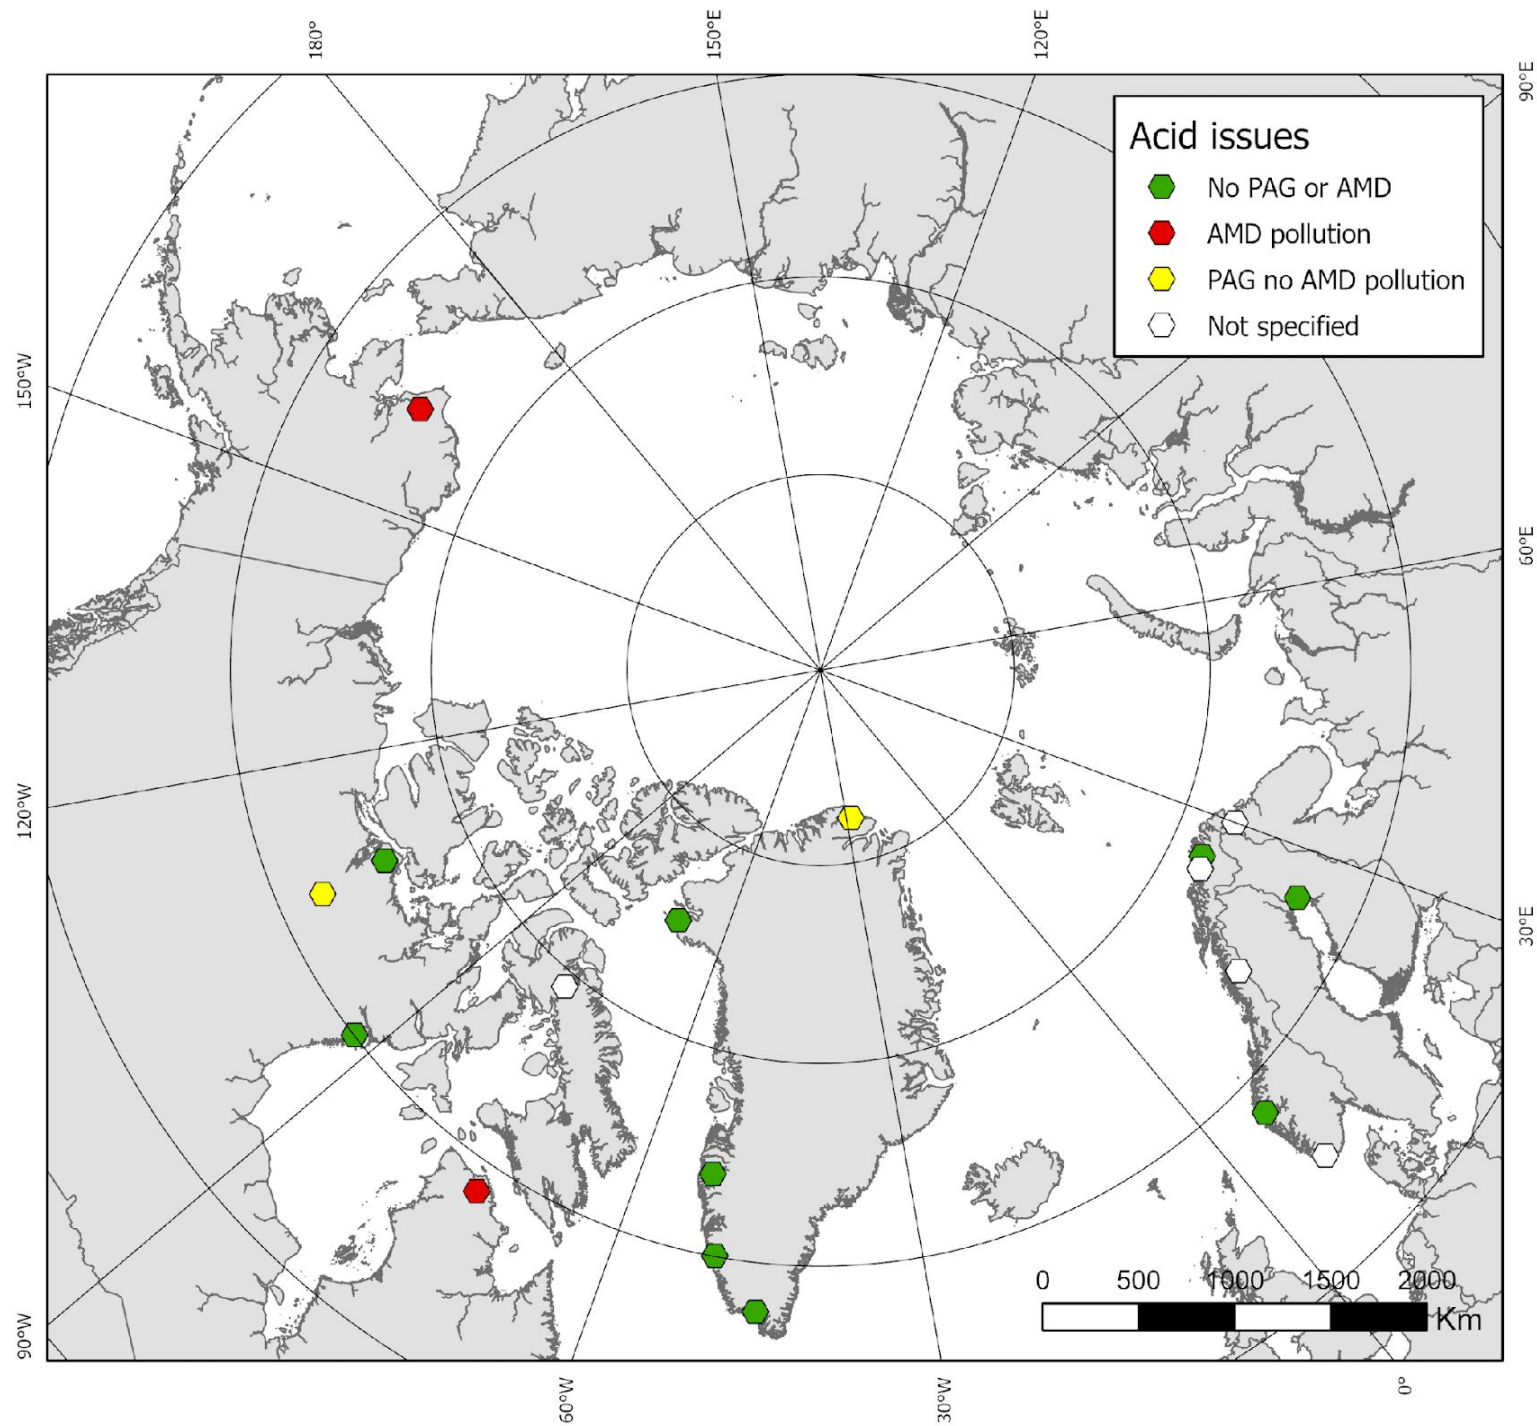 180°
150°E
120°E
90°E
Acid issues
No PAG or AMD
AMD pollution
PAG no AMD pollution
Not specified
150°W
60°E
120°W
30°E
0 500 1000 1500 2000
Km
90°W
60°W
30°W
0°